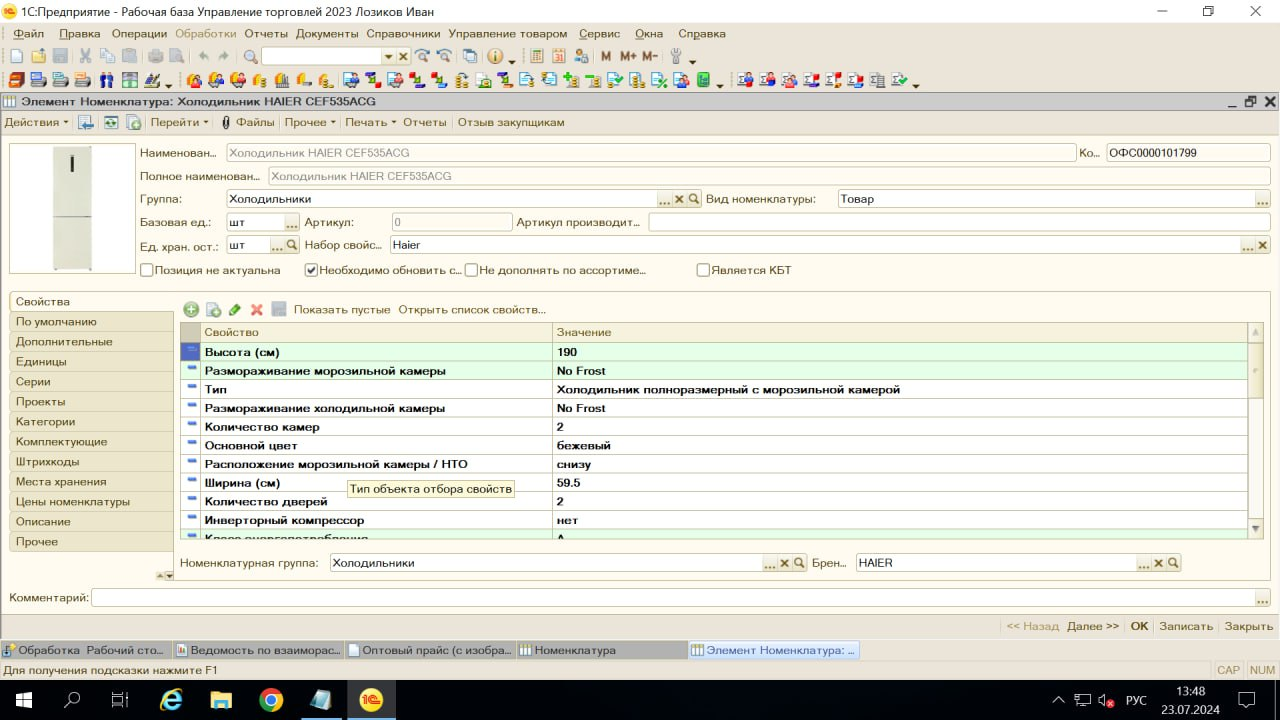 1С:Предприятие - Рабочая база Управление торговлей 2023 Лозиков Иван
Файл Правка Операции Обработки Отчеты Документы Справочники Управление товаром Сервис Окна Справка
M M+ M-
Элемент Номенклатура: Холодильник HAIER CEF535ACG
Действия Перейти Файлы Прочее Печать Отчеты Отзыв закупщикам
Наименован... Холодильник HAIER CEF535ACG Ко... ОФС0000101799
Полное наименован... Холодильник HAIER CEF535ACG
Группа: Холодильники ... Вид номенклатуры: Товар ...
Базовая ед.: шт ... Артикул: 0 Артикул производит...
Ед. хран. ост.: шт ... Набор свойс... Haier ...
Позиция не актуальна Необходимо обновить с... Не дополнять по ассортиме... Является КБТ
Свойства
По умолчанию
Дополнительные
Единицы
Серии
Проекты
Категории
Комплектующие
Штрихкоды
Места хранения
Цены номенклатуры
Описание
Прочее
Показать пустые Открыть список свойств...
Свойство Значение
Высота (см) 190
Размораживание морозильной камеры No Frost
Тип Холодильник полноразмерный с морозильной камерой
Размораживание холодильной камеры No Frost
Количество камер 2
Основной цвет бежевый
Расположение морозильной камеры / НТО снизу
Ширина (см) 59.5
Тип объекта отбора свойств
Количество дверей 2
Инверторный компрессор нет
Класс энергопотребления A
Номенклатурная группа: Холодильники ... Брен... HAIER ...
Комментарий: ...
<< Назад Далее >> OK Записать Закрыть
Обработка Рабочий сто... Ведомость по взаиморас... Оптовый прайс (с изобра... Номенклатура Элемент Номенклатура: ...
Для получения подсказки нажмите F1 CAP NUM
РУС 13:48
23.07.2024